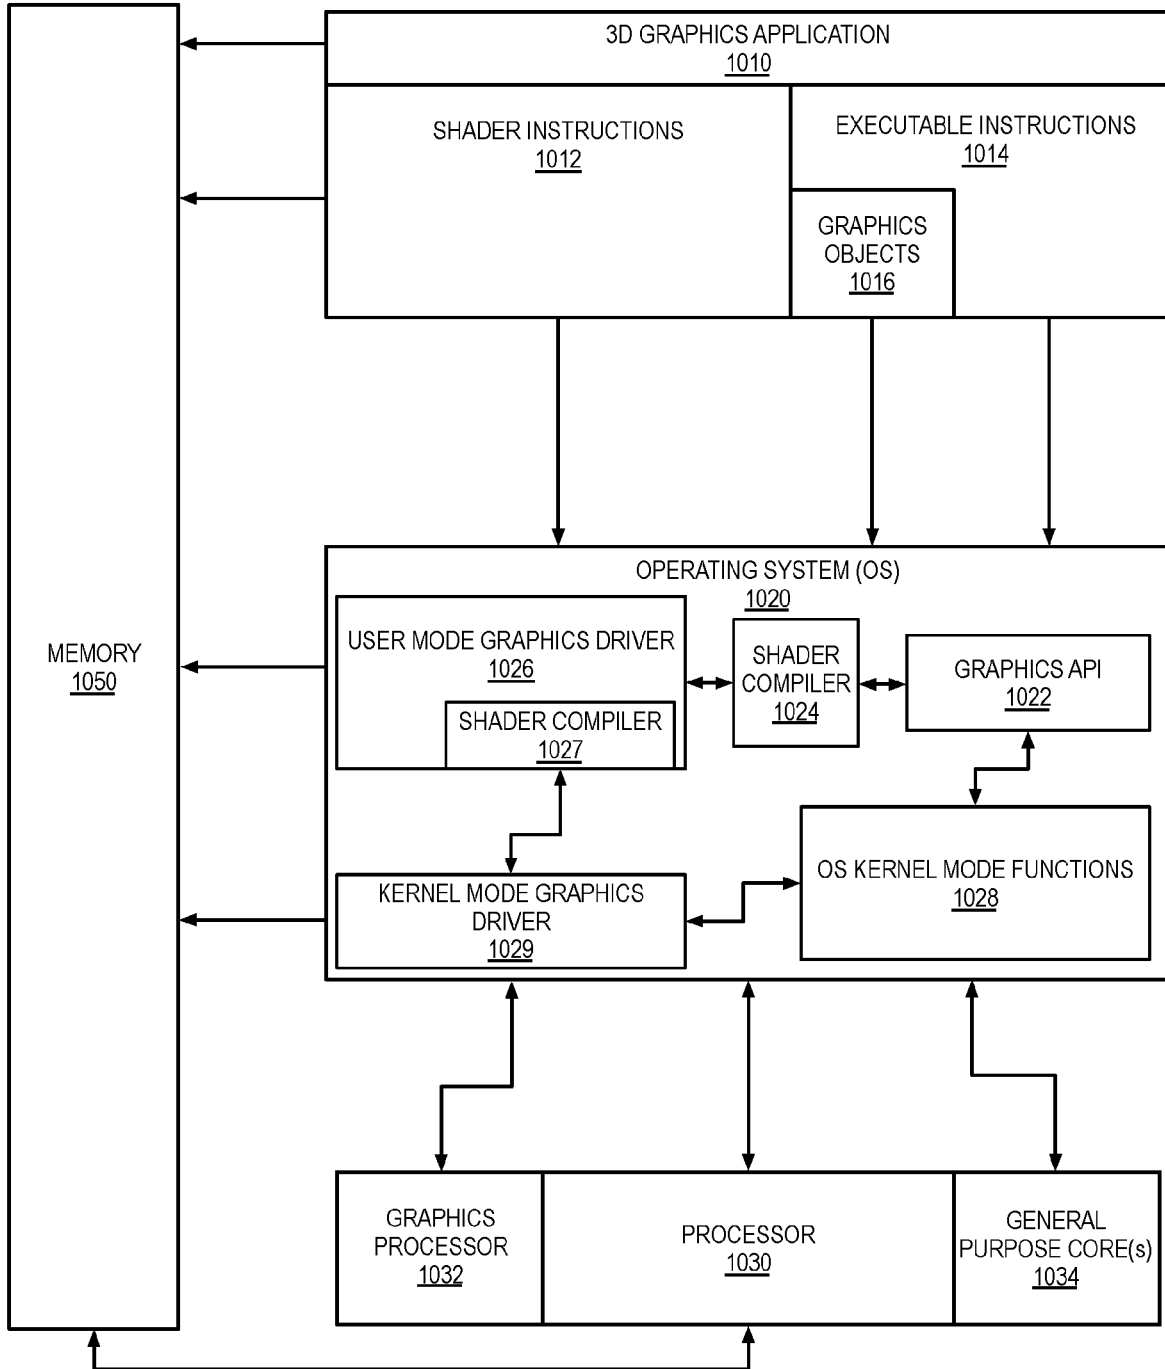 3D GRAPHICS APPLICATION
1010
SHADER INSTRUCTIONS
1012
EXECUTABLE INSTRUCTIONS
1014
GRAPHICS
OBJECTS
1016
OPERATING SYSTEM (OS)
1020
USER MODE GRAPHICS DRIVER
1026
SHADER COMPILER
1027
SHADER
COMPILER
1024
GRAPHICS API
1022
MEMORY
1050
KERNEL MODE GRAPHICS
DRIVER
1029
OS KERNEL MODE FUNCTIONS
1028
GRAPHICS
PROCESSOR
1032
PROCESSOR
1030
GENERAL
PURPOSE CORE(s)
1034